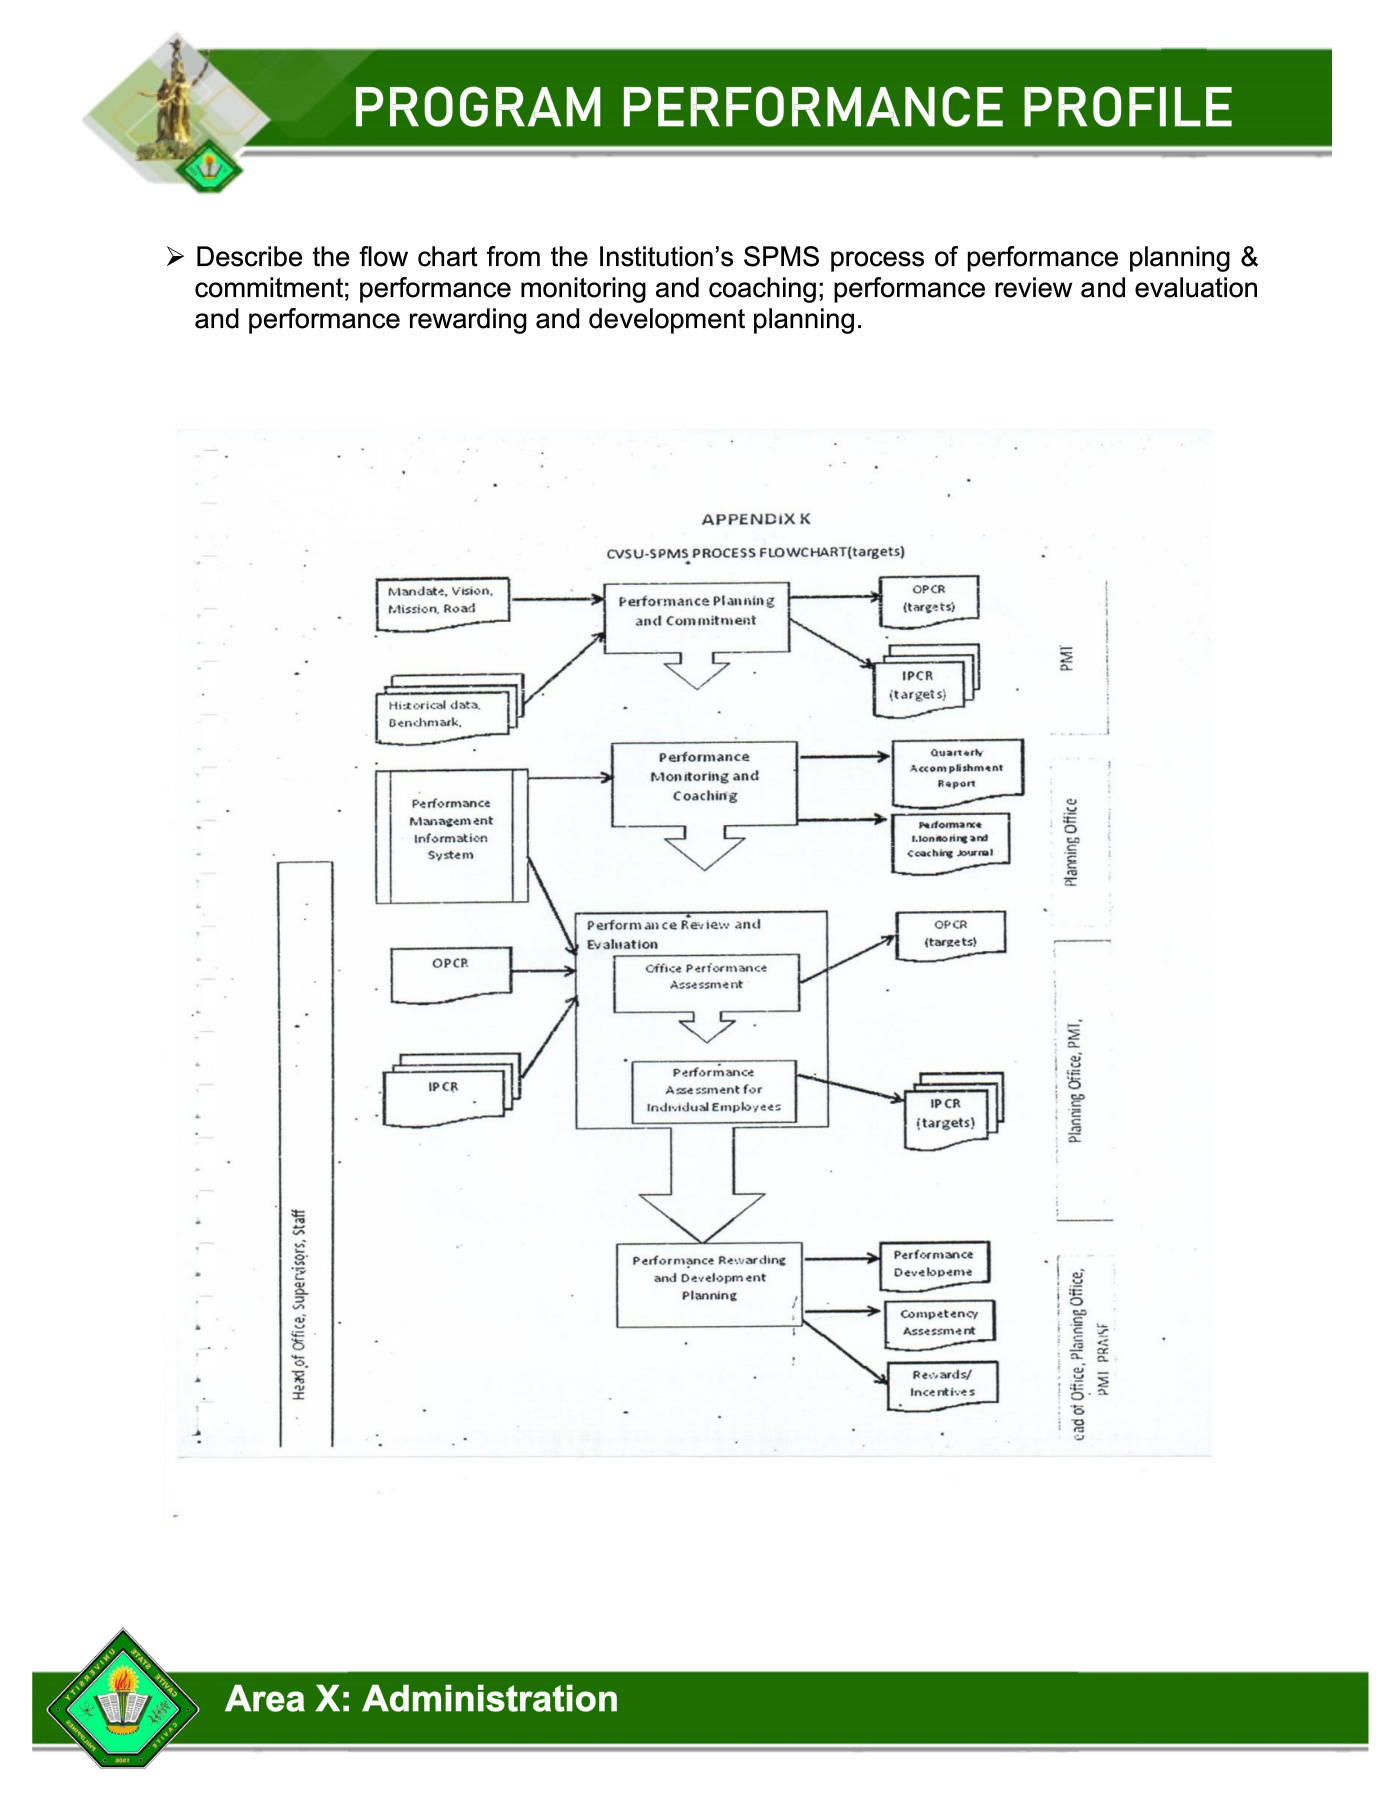 PROGRAM PERFORMANCE PROFILE
➢ Describe the flow chart from the Institution’s SPMS process of performance planning &
commitment; performance monitoring and coaching; performance review and evaluation
and performance rewarding and development planning.
APPENDIX K
CVSU-SPMS PROCESS FLOWCHART(targets)
Mandate, Vision,
Mission, Road
Performance Planning
and Commitment
OPCR
(targets)
IPCR
(targets)
PMT
Historical data,
Benchmark,
Performance
Monitoring and
Coaching
Quarterly
Accomplishment
Report
Performance
Monitoring and
Coaching Journal
Planning Office
Performance
Management
Information
System
Performance Review and
Evaluation
Office Performance
Assessment
OPCR
(targets)
OPCR
Performance
Assessment for
Individual Employees
IPCR
IPCR
(targets)
Planning Office, PMT,
Head of Office, Supervisors, Staff
Performance Rewarding
and Development
Planning
Performance
Developeme
Competency
Assessment
Rewards/
Incentives
ead of Office, Planning Office,
PMT PRAISE
Area X: Administration
CAVITE STATE UNIVERSITY
CAVITE
PHILIPPINES
1906